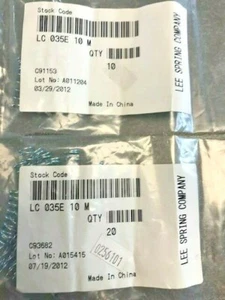 Stock Code
LC 035E 10 M
QTY
10
C91153
Lot No: A011204
03/29/2012
Made In China
LEE SPRING COMPANY
Stock Code
LC 035E 10 M
QTY
20
C93682
Lot No: A015415
07/19/2012
Made In China
0256101
LEE SPRING COMPANY